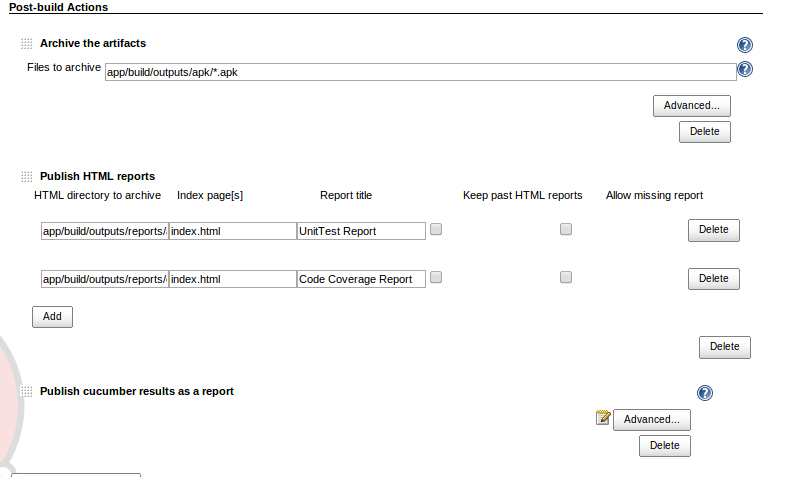 Post-build Actions
Archive the artifacts
Files to archive app/build/outputs/apk/*.apk
Advanced...
Delete
Publish HTML reports
HTML directory to archive Index page[s] Report title Keep past HTML reports Allow missing report
app/build/outputs/reports/ index.html UnitTest Report Delete
app/build/outputs/reports/ index.html Code Coverage Report Delete
Add
Delete
Publish cucumber results as a report
Advanced...
Delete